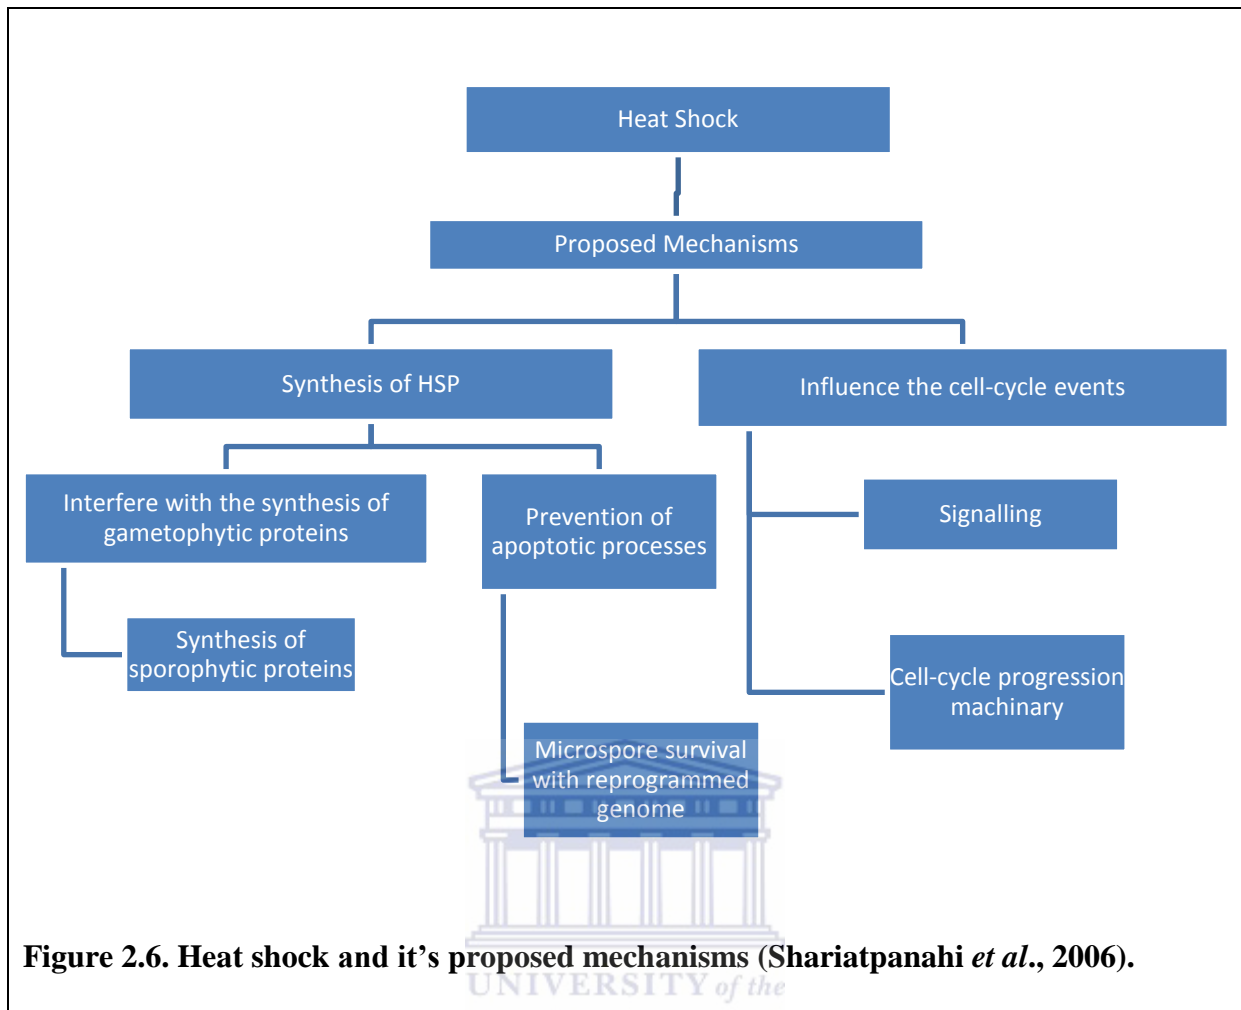 Heat Shock
Proposed Mechanisms
Synthesis of HSP
Influence the cell-cycle events
Interfere with the synthesis of
gametophytic proteins
Prevention of
apoptotic processes
Signalling
Synthesis of
sporophytic proteins
Cell-cycle progression
machinary
Microspore survival
with reprogrammed
genome
Figure 2.6. Heat shock and it's proposed mechanisms (Shariatpanahi et al., 2006).
UNIVERSITY of the